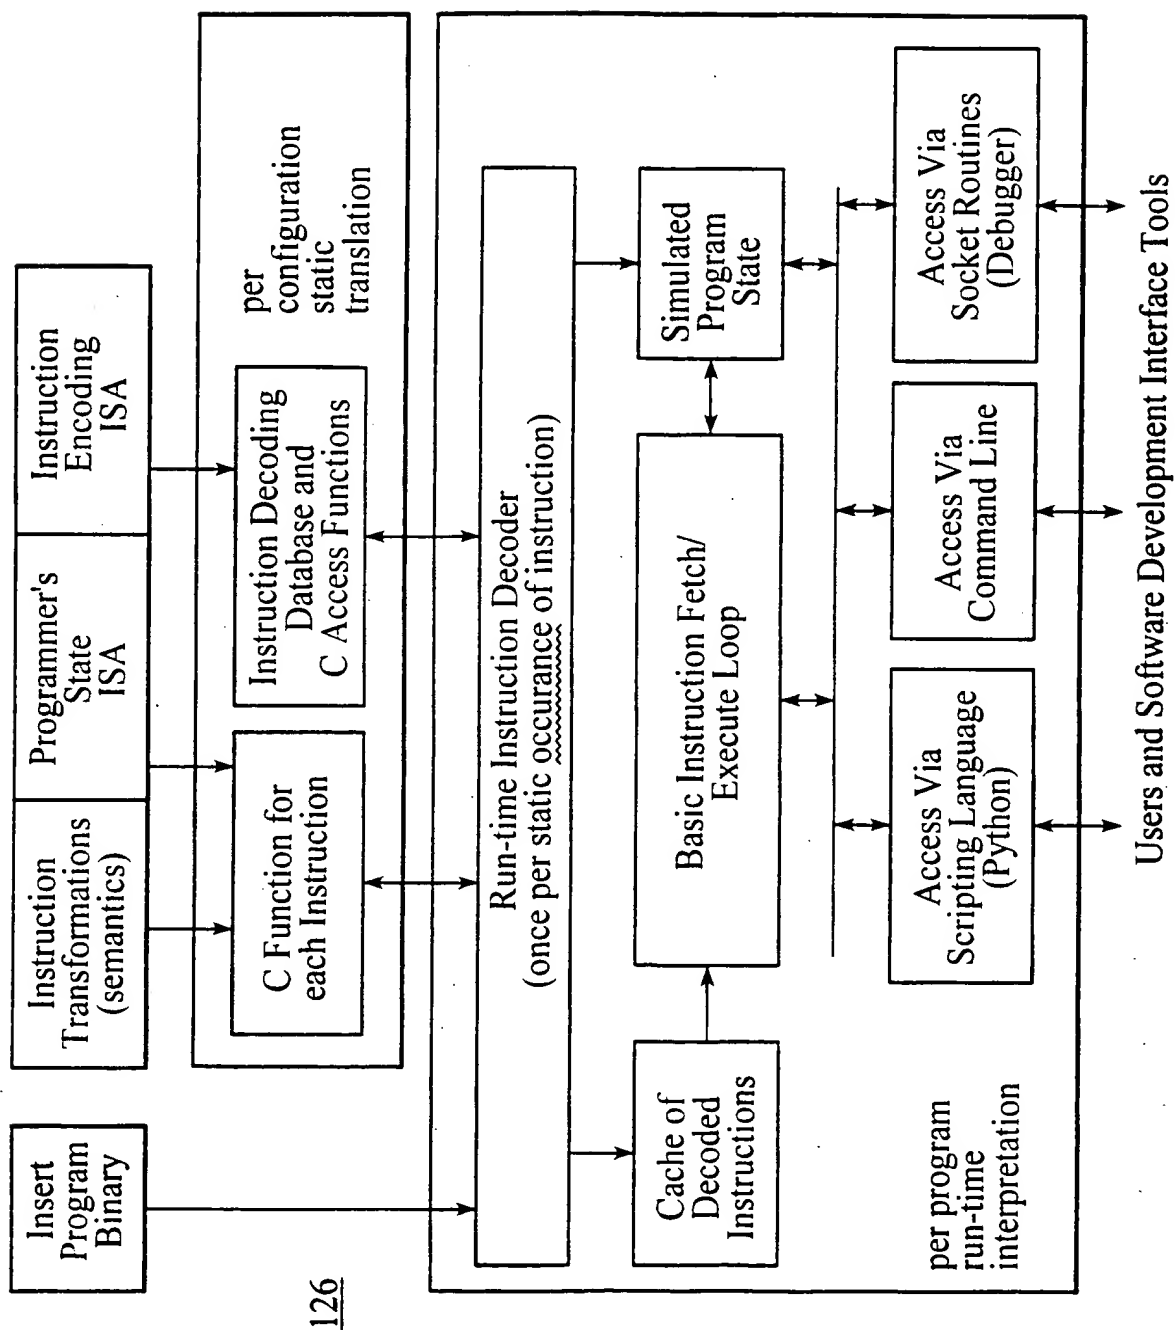 Insert
Program
Binary
Instruction
Transformations
(semantics)
Programmer's
State
ISA
Instruction
Encoding
ISA
C Function for
each Instruction
Instruction Decoding
Database and
C Access Functions
per
configuration
static
translation
126
Run-time Instruction Decoder
(once per static occurance of instruction)
Cache of
Decoded
Instructions
Basic Instruction Fetch/
Execute Loop
Simulated
Program
State
per program
run-time
interpretation
Access Via
Scripting Language
(Python)
Access Via
Command Line
Access Via
Socket Routines
(Debugger)
Users and Software Development Interface Tools